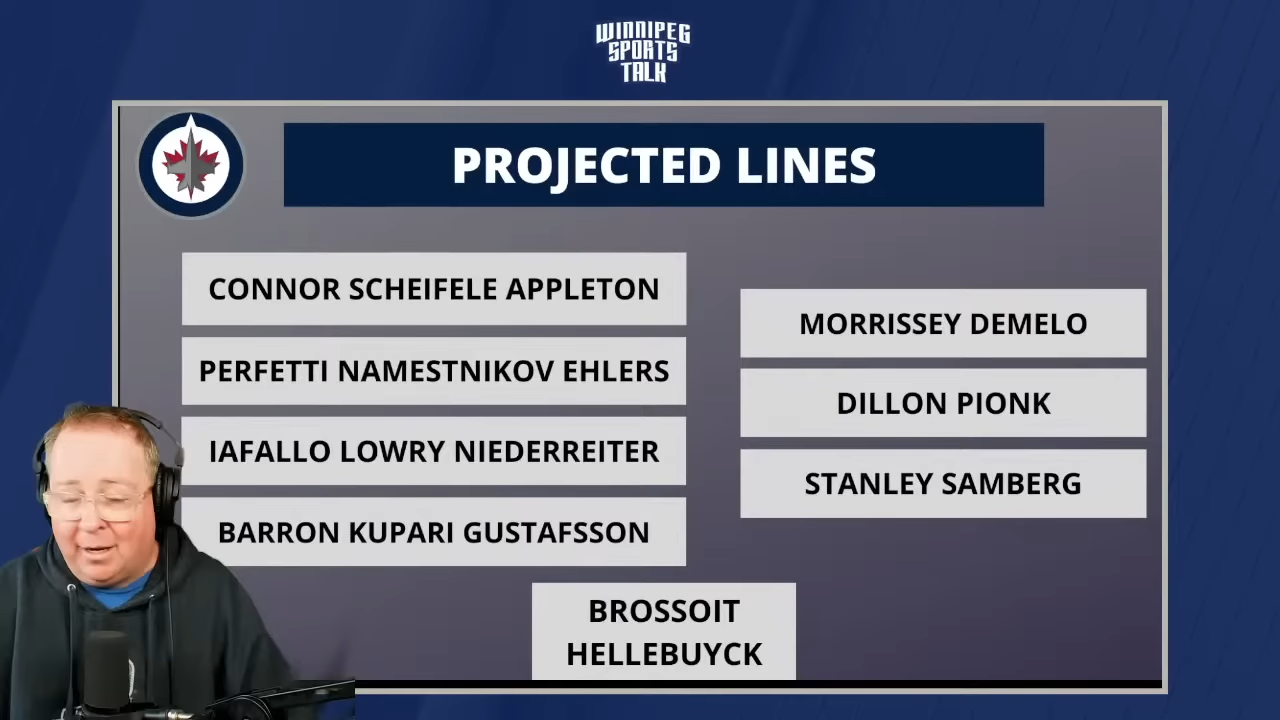 WINNIPEG
SPORTS
TALK
PROJECTED LINES
CONNOR SCHEIFELE APPLETON
PERFETTI NAMESTNIKOV EHLERS
IAFALLO LOWRY NIEDERREITER
BARRON KUPARI GUSTAFSSON
MORRISSEY DEMELO
DILLON PIONK
STANLEY SAMBERG
BROSSOIT
HELLEBUYCK